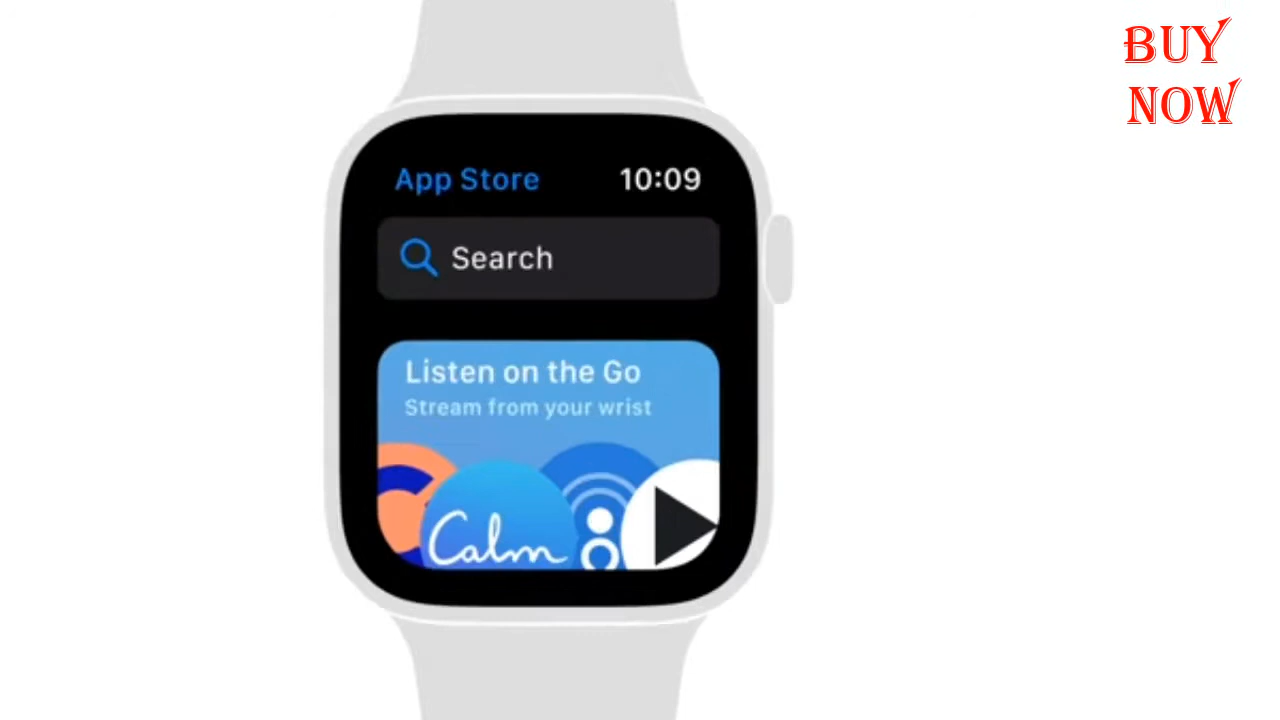 BUY
NOW
App Store 10:09
Search
Listen on the Go
Stream from your wrist
Calm